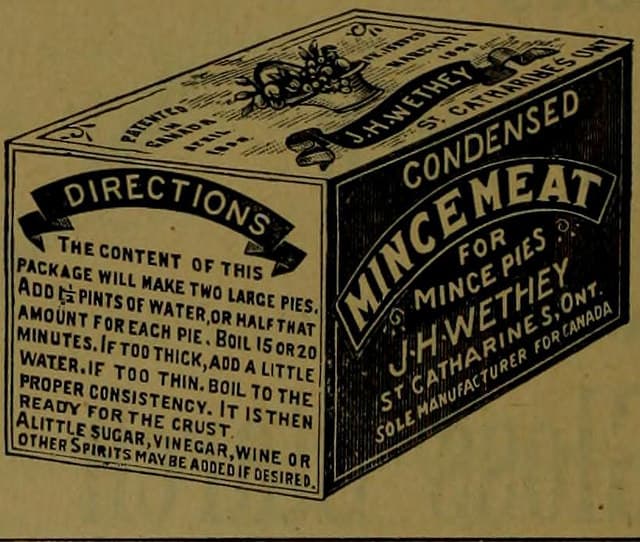 PATENTED
IN
CANADA
APRIL
J.H.WETHEY
ST. CATHARINES ONT
DIRECTIONS
THE CONTENT OF THIS
PACKAGE WILL MAKE TWO LARGE PIES.
ADD 1½ PINTS OF WATER, OR HALF THAT
AMOUNT FOR EACH PIE. BOIL 15 OR 20
MINUTES. IF TOO THICK, ADD A LITTLE
WATER. IF TOO THIN. BOIL TO THE
PROPER CONSISTENCY. IT IS THEN
READY FOR THE CRUST
A LITTLE SUGAR, VINEGAR, WINE OR
OTHER SPIRITS MAY BE ADDED IF DESIRED.
CONDENSED
MINCEMEAT
FOR
MINCE PIES
J.H.WETHEY
ST CATHARINES, ONT.
SOLE MANUFACTURER FOR CANADA